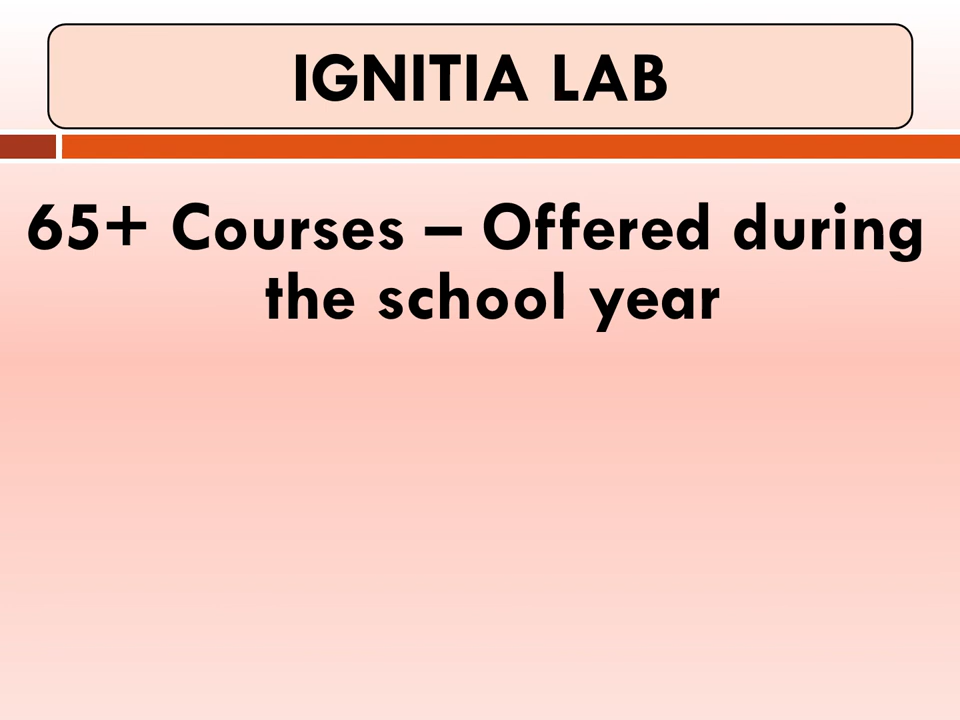 IGNITIA LAB
65+ Courses – Offered during
the school year